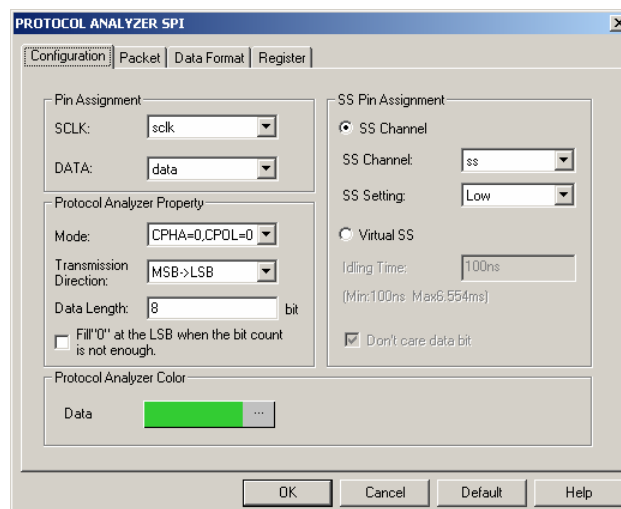 PROTOCOL ANALYZER SPI
Configuration Packet Data Format Register
Pin Assignment
SCLK: sclk
DATA: data
Protocol Analyzer Property
Mode: CPHA=0,CPOL=0
Transmission Direction: MSB->LSB
Data Length: 8 bit
Fill"0" at the LSB when the bit count
is not enough.
SS Pin Assignment
SS Channel
SS Channel: ss
SS Setting: Low
Virtual SS
Idling Time: 100ns
(Min:100ns Max6.554ms)
Don't care data bit
Protocol Analyzer Color
Data ...
OK Cancel Default Help